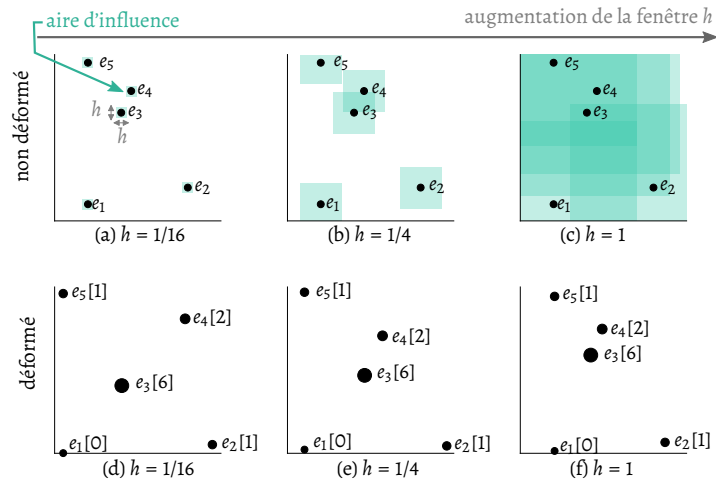 aire d'influence
augmentation de la fenêtre h
non déformé
e5
e4
e3
h
h
e2
e1
(a) h = 1/16
e5
e4
e3
e2
e1
(b) h = 1/4
e5
e4
e3
e2
e1
(c) h = 1
déformé
e5[1]
e4[2]
e3[6]
e1[0]
e2[1]
(d) h = 1/16
e5[1]
e4[2]
e3[6]
e1[0]
e2[1]
(e) h = 1/4
e5[1]
e4[2]
e3[6]
e1[0]
e2[1]
(f) h = 1